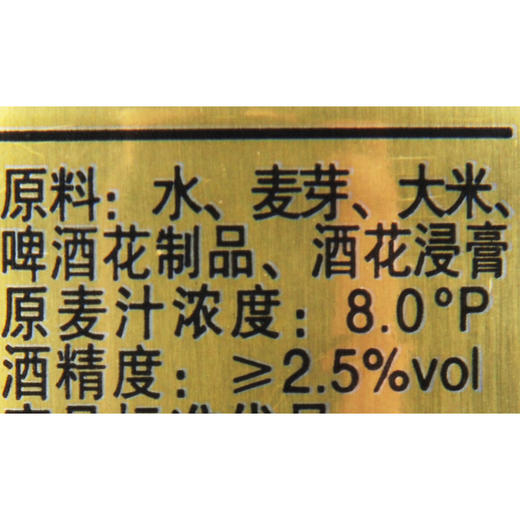 原料：水、麦芽、大米、
啤酒花制品、酒花浸膏
原麦汁浓度：8.0°P
酒精度：≥2.5%vol